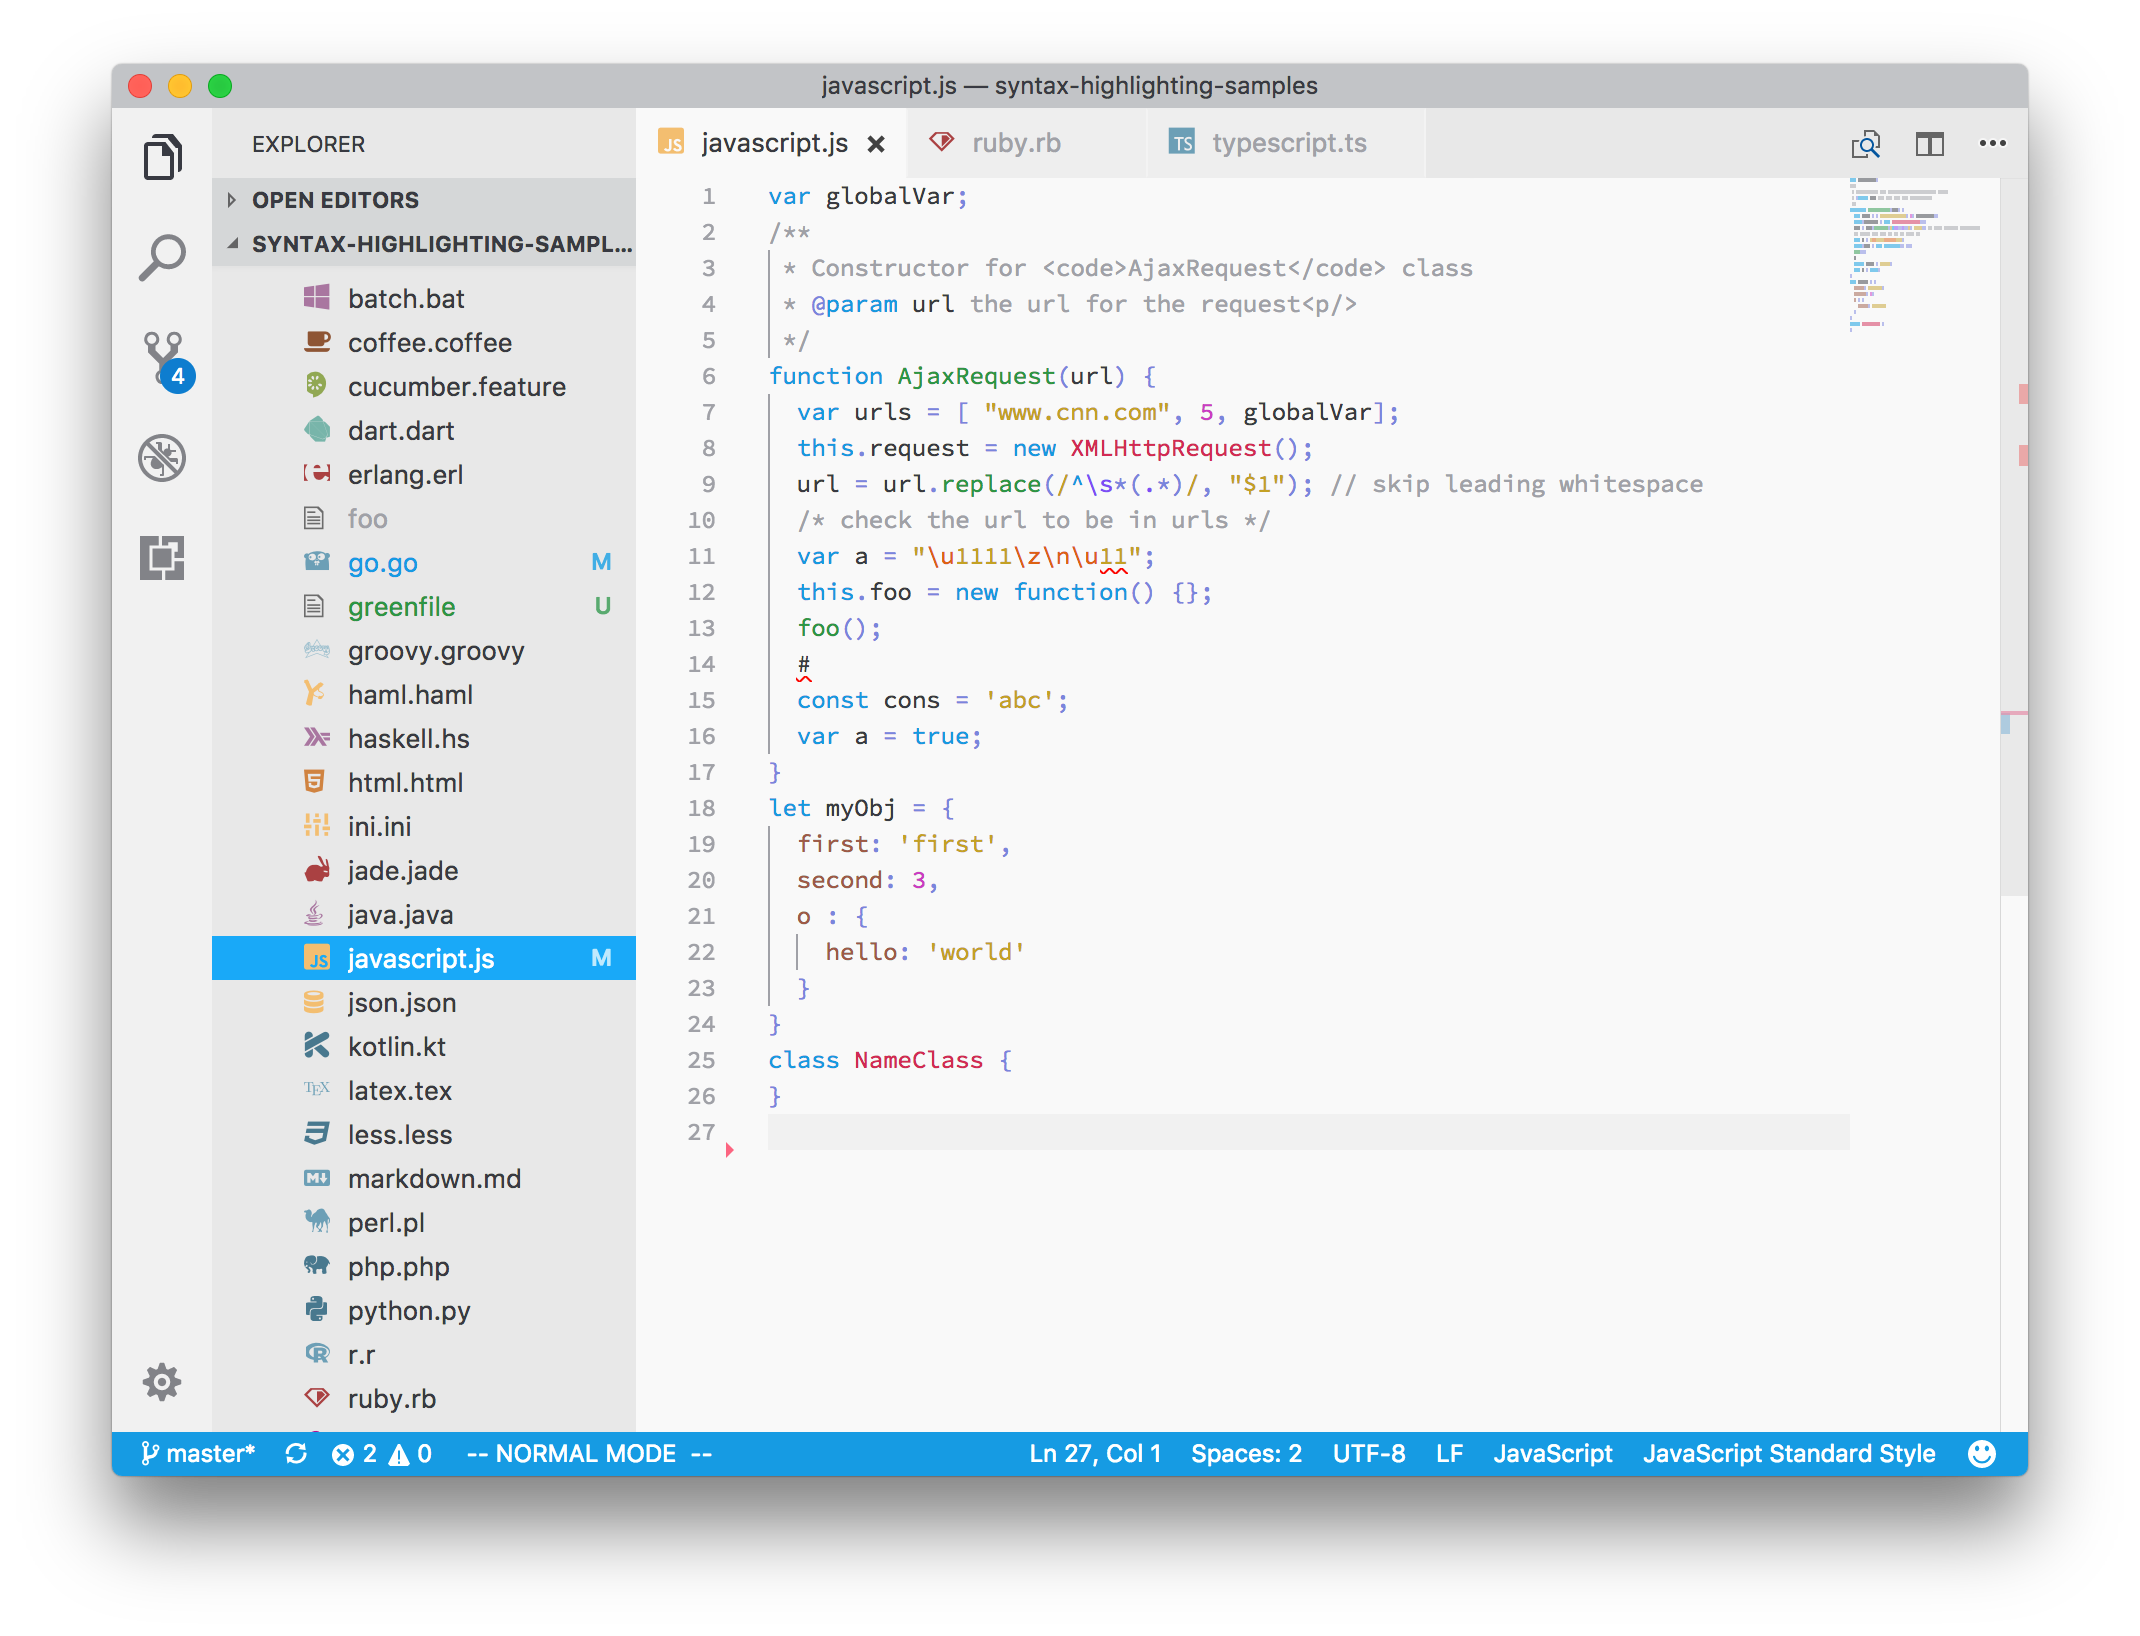 javascript.js — syntax-highlighting-samples
EXPLORER
OPEN EDITORS
SYNTAX-HIGHLIGHTING-SAMPL...
batch.bat
coffee.coffee
cucumber.feature
dart.dart
erlang.erl
foo
go.go M
greenfile U
groovy.groovy
haml.haml
haskell.hs
html.html
ini.ini
jade.jade
java.java
JS javascript.js M
json.json
kotlin.kt
TEX latex.tex
less.less
markdown.md
perl.pl
php.php
python.py
r.r
ruby.rb
4
JS javascript.js
ruby.rb
TS typescript.ts
1 var globalVar;
2 /**
3 * Constructor for <code>AjaxRequest</code> class
4 * @param url the url for the request<p/>
5 */
6 function AjaxRequest(url) {
7 var urls = [ "www.cnn.com", 5, globalVar];
8 this.request = new XMLHttpRequest();
9 url = url.replace(/^\s*(.*)/, "$1"); // skip leading whitespace
10 /* check the url to be in urls */
11 var a = "\u1111\z\n\u11";
12 this.foo = new function() {};
13 foo();
14 #
15 const cons = 'abc';
16 var a = true;
17 }
18 let myObj = {
19 first: 'first',
20 second: 3,
21 o : {
22 hello: 'world'
23 }
24 }
25 class NameClass {
26 }
27
master* 2 0 -- NORMAL MODE -- Ln 27, Col 1 Spaces: 2 UTF-8 LF JavaScript JavaScript Standard Style